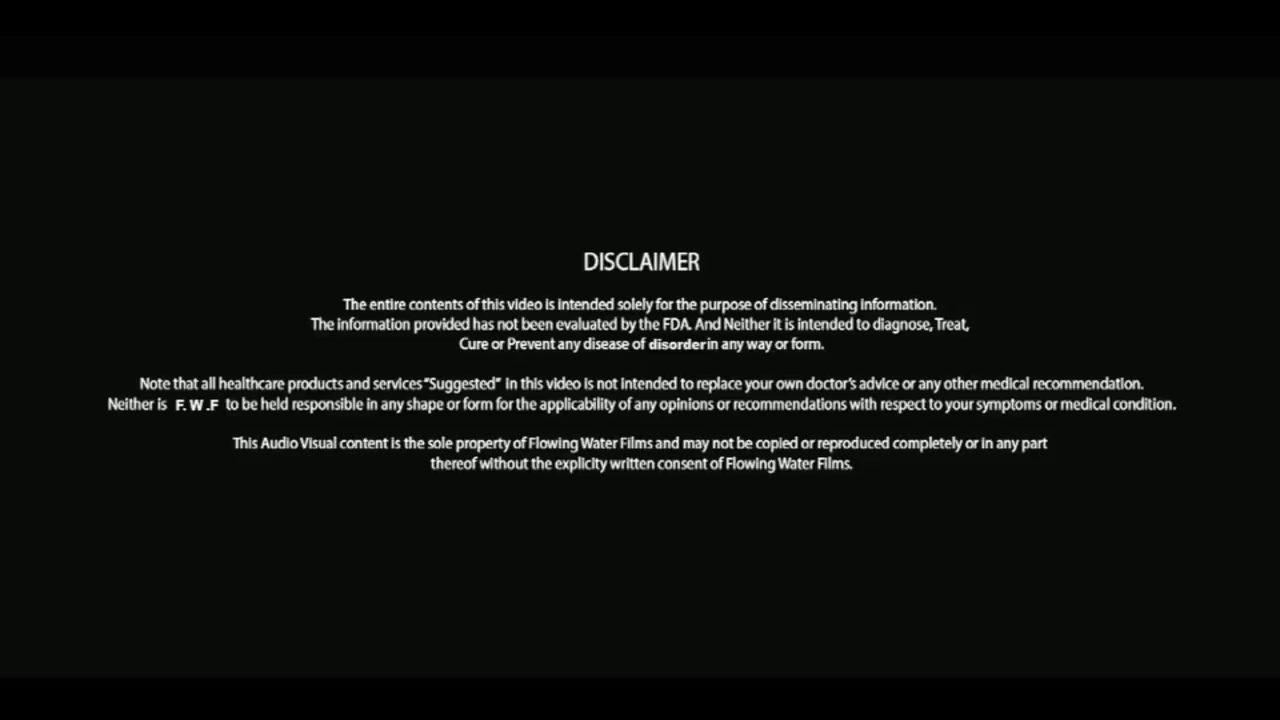 DISCLAIMER
The entire contents of this video is intended solely for the purpose of disseminating information.
The information provided has not been evaluated by the FDA. And Neither it is intended to diagnose, Treat,
Cure or Prevent any disease of disorder in any way or form.
Note that all healthcare products and services "Suggested" in this video is not intended to replace your own doctor's advice or any other medical recommendation.
Neither is F.W.F to be held responsible in any shape or form for the applicability of any opinions or recommendations with respect to your symptoms or medical condition.
This Audio Visual content is the sole property of Flowing Water Films and may not be copied or reproduced completely or in any part
thereof without the explicity written consent of Flowing Water Films.